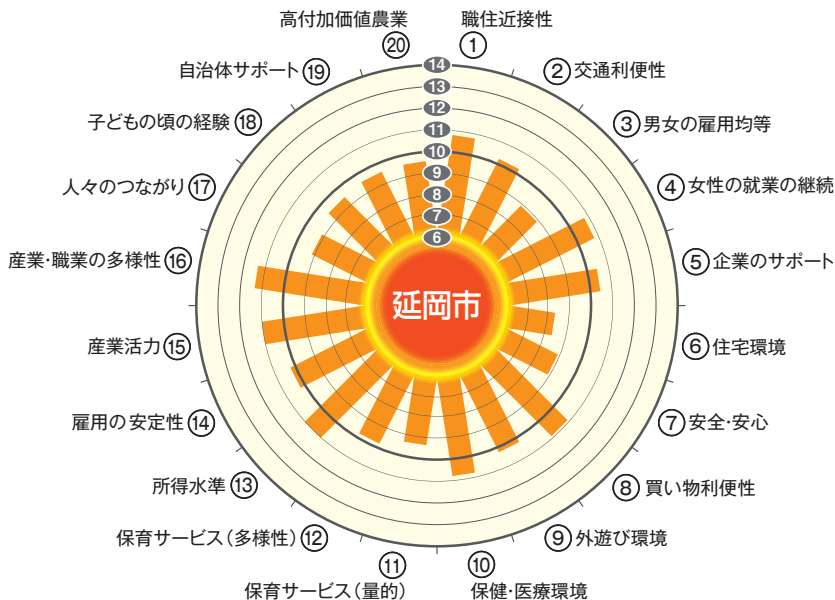 高付加価値農業
⑳
職住近接性
①
② 交通利便性
③ 男女の雇用均等
④ 女性の就業の継続
⑤ 企業のサポート
⑥ 住宅環境
⑦ 安全・安心
⑧ 買い物利便性
⑨ 外遊び環境
⑩
保健・医療環境
⑪
保育サービス(量的)
保育サービス(多様性) ⑫
所得水準 ⑬
雇用の安定性 ⑭
産業活力 ⑮
産業・職業の多様性 ⑯
人々のつながり ⑰
子どもの頃の経験 ⑱
自治体サポート ⑲
14
13
12
11
10
9
8
7
6
延岡市